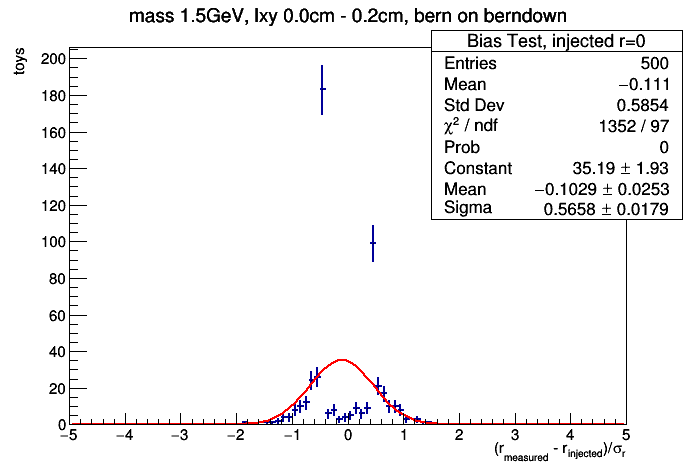 mass 1.5GeV, lxy 0.0cm - 0.2cm, bern on berndown
toys
Bias Test, injected r=0
Entries 500
Mean −0.111
Std Dev 0.5854
χ² / ndf 1352 / 97
Prob 0
Constant 35.19 ± 1.93
Mean −0.1029 ± 0.0253
Sigma 0.5658 ± 0.0179
200
180
160
140
120
100
80
60
40
20
0
−5 −4 −3 −2 −1 0 1 2 3 4 5
(r_measured - r_injected)/σ_r